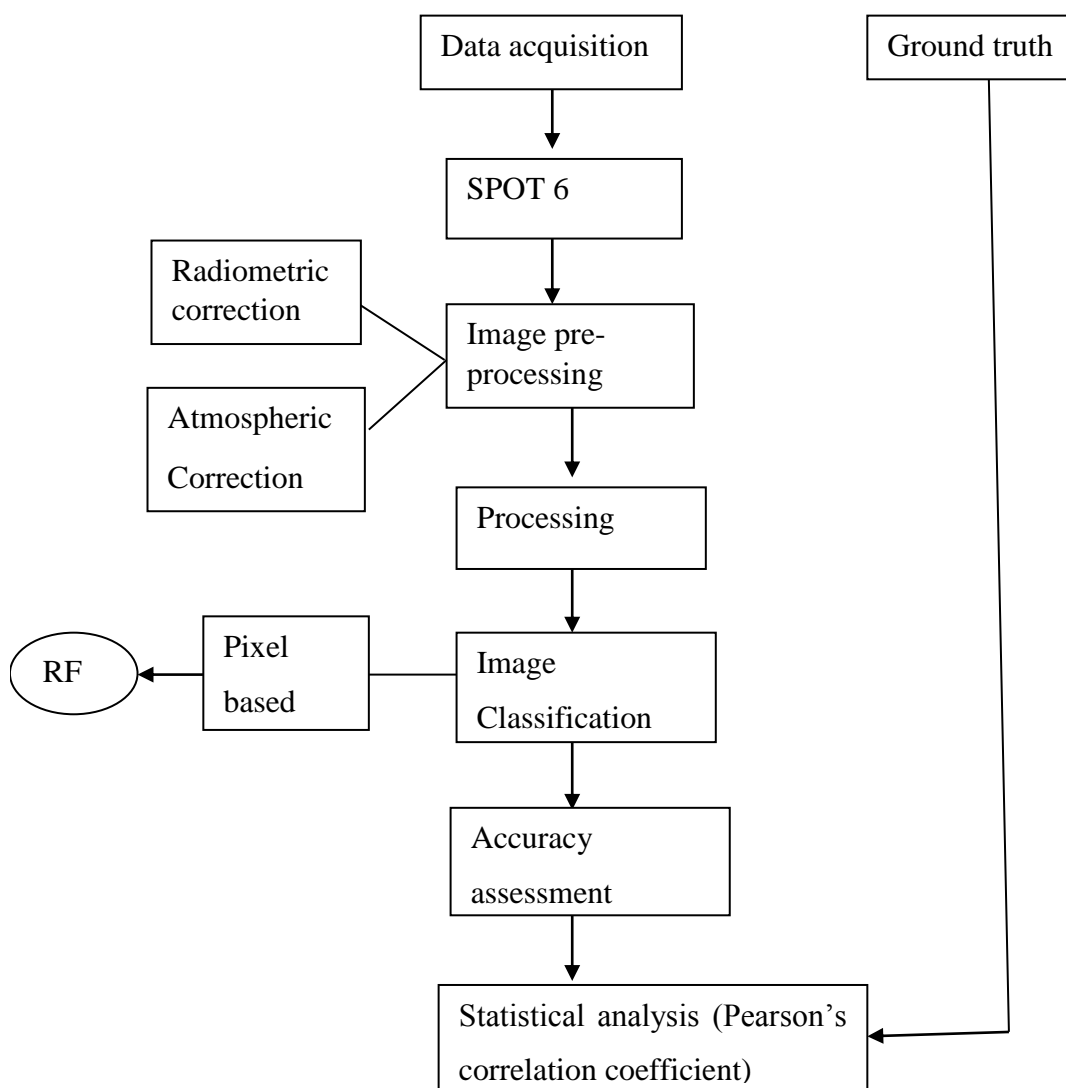 Data acquisition
Ground truth
SPOT 6
Radiometric
correction
Image pre-
processing
Atmospheric
Correction
Processing
RF
Pixel
based
Image
Classification
Accuracy
assessment
Statistical analysis (Pearson’s
correlation coefficient)